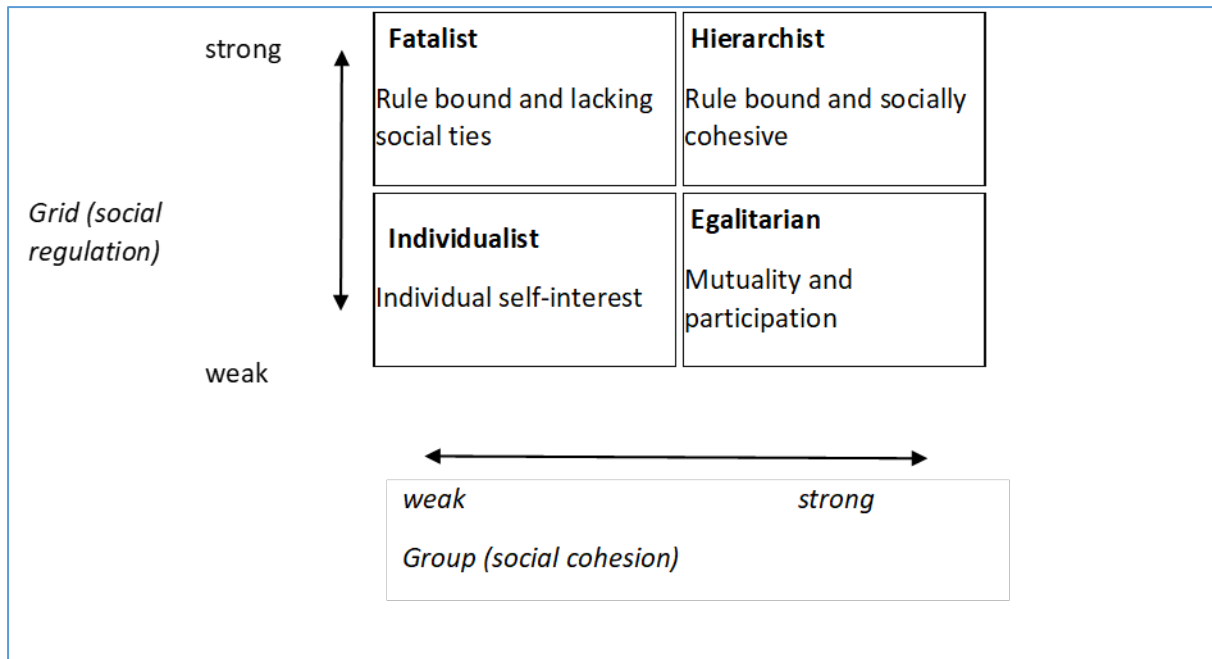 strong
Fatalist
Rule bound and lacking
social ties
Hierarchist
Rule bound and socially
cohesive
Grid (social
regulation)
Individualist
Individual self-interest
Egalitarian
Mutuality and
participation
weak
weak strong
Group (social cohesion)